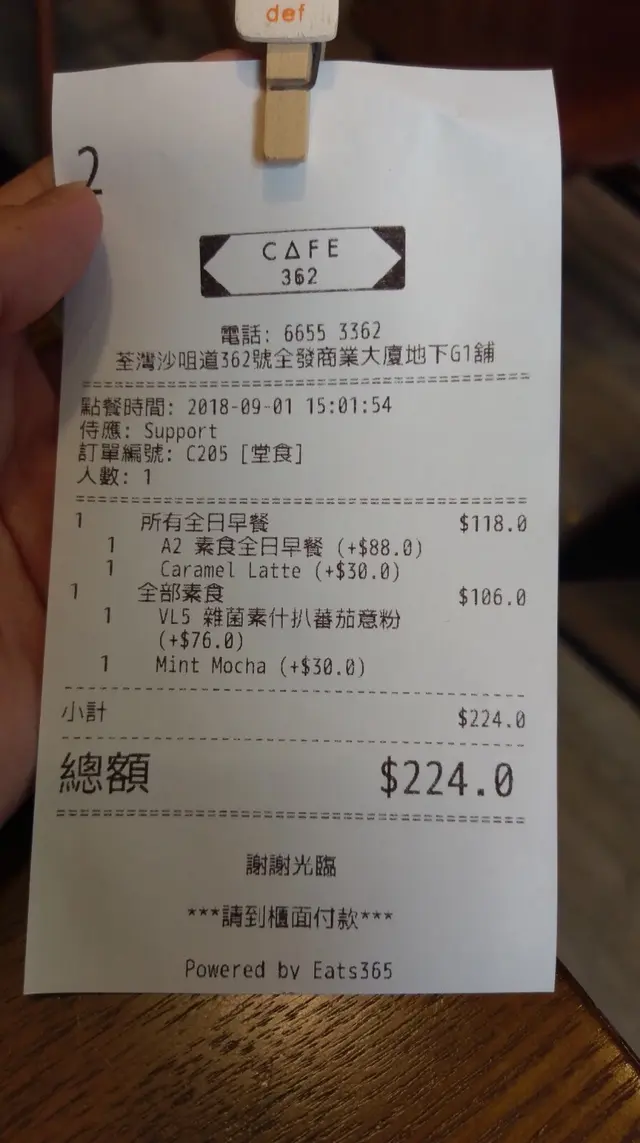 def
2
CAFE
362
電話: 6655 3362
荃灣沙咀道362號全發商業大廈地下G1舖
點餐時間: 2018-09-01 15:01:54
侍應: Support
訂單編號: C205 [堂食]
人數: 1
1 所有全日早餐 $118.0
1 A2 素食全日早餐 (+$88.0)
1 Caramel Latte (+$30.0)
1 全部素食 $106.0
1 VL5 雜菌素什扒蕃茄意粉
(+$76.0)
1 Mint Mocha (+$30.0)
小計 $224.0
總額 $224.0
謝謝光臨
***請到櫃面付款***
Powered by Eats365